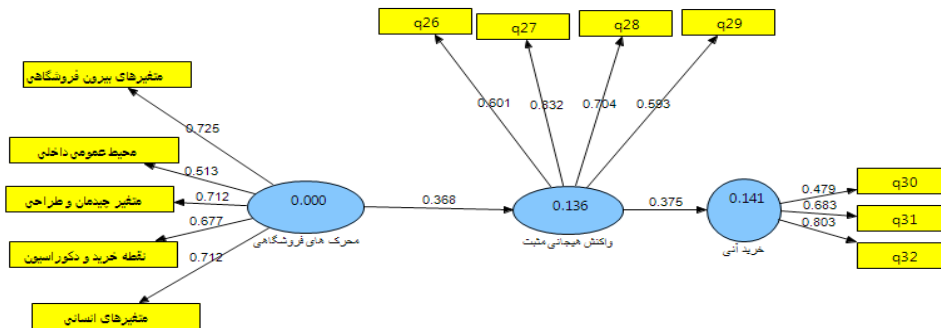 q26
q27
q28
q29
متغیرهای بیرون فروشگاهی
0.725
0.601
0.832
0.704
0.593
محیط عمومی داخلی
0.513
متغیر چیدمان و طراحی
0.712
0.000
محرک های فروشگاهی
0.368
0.136
واکنش هیجانی مثبت
0.375
0.141
خرید آنی
0.479
q30
0.683
q31
0.803
q32
0.677
نقطه خرید و دکوراسیون
0.712
متغیرهای انسانی